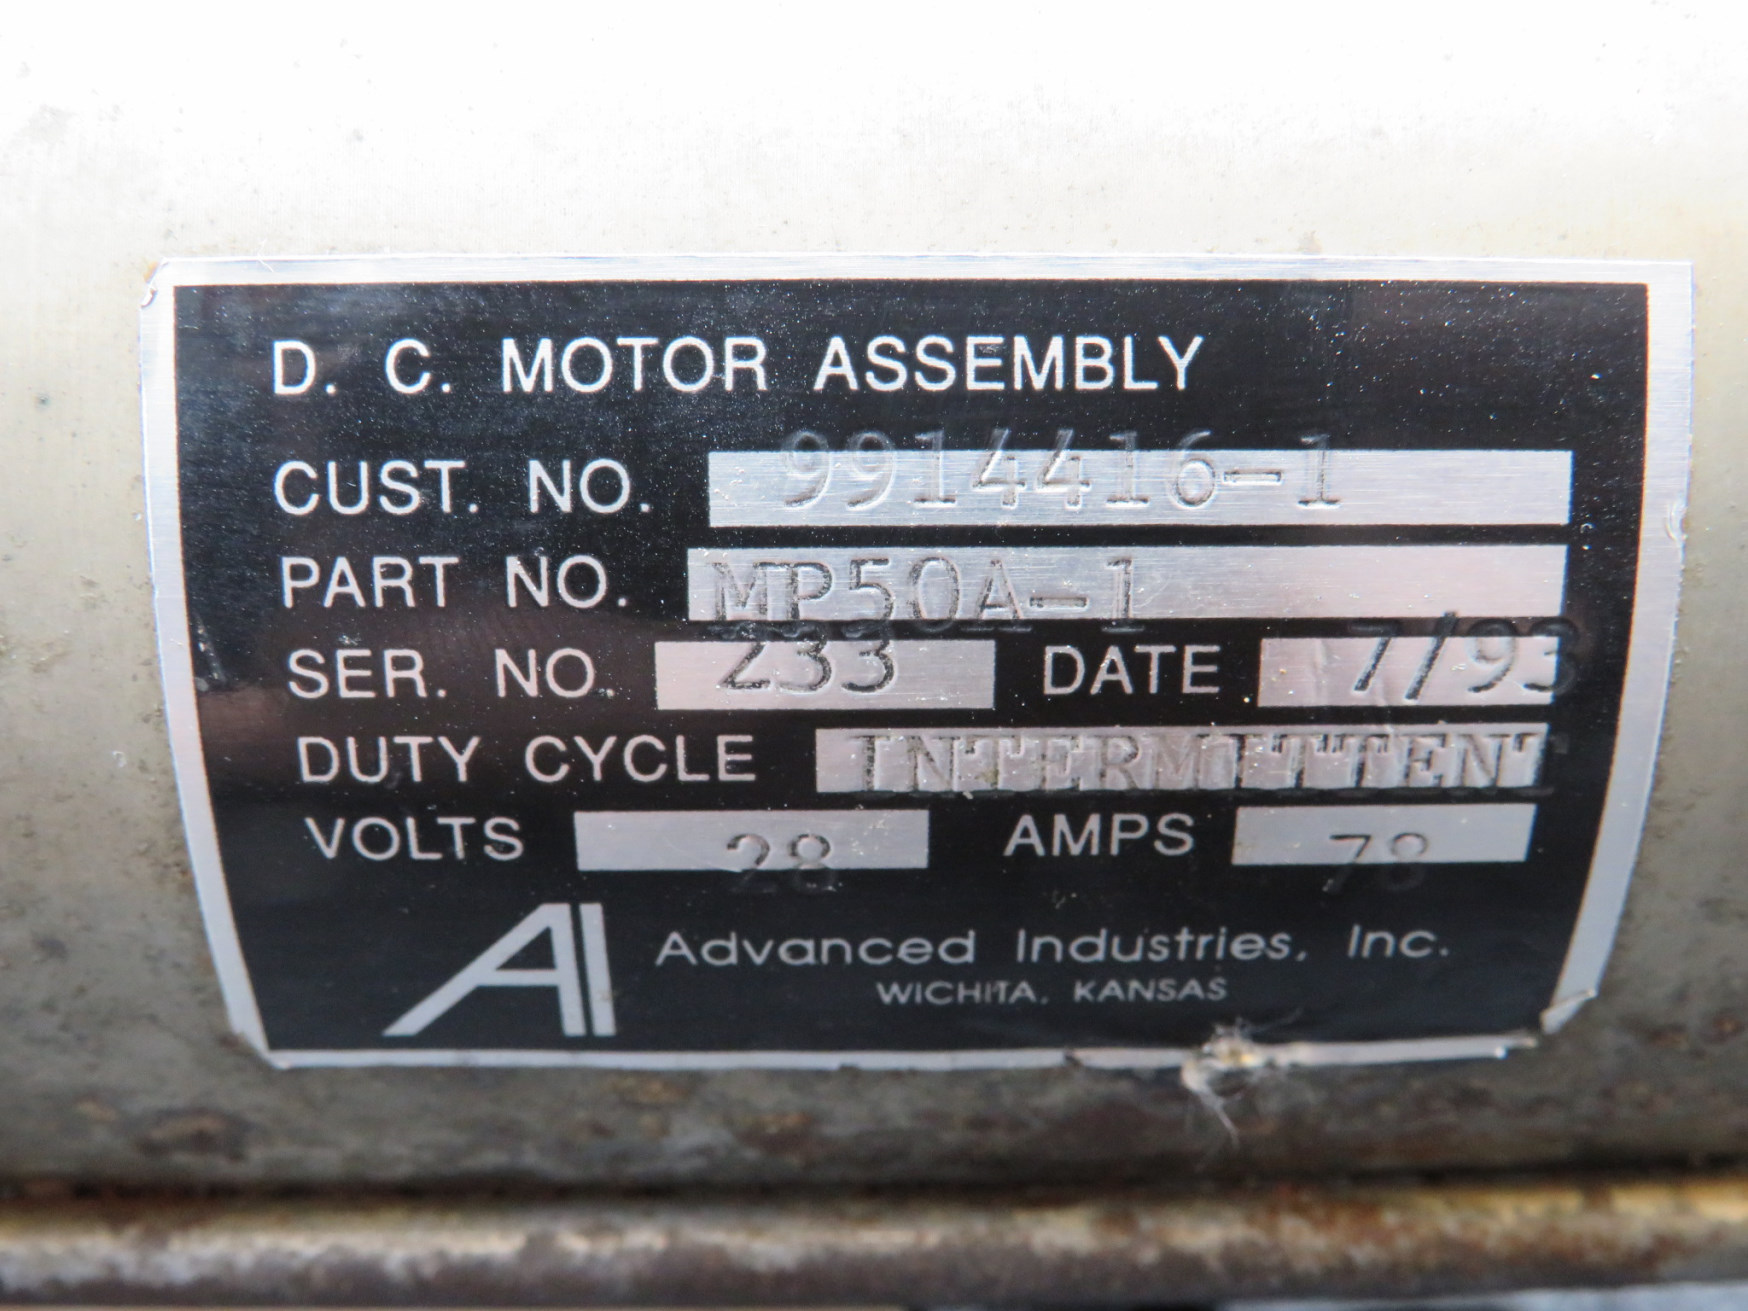 D. C. MOTOR ASSEMBLY
CUST. NO. 9914416-1
PART NO. MP50A-1
SER. NO. 233 DATE 7/93
DUTY CYCLE INTERMITTENT
VOLTS 28 AMPS 78
AI
Advanced Industries, Inc.
WICHITA, KANSAS